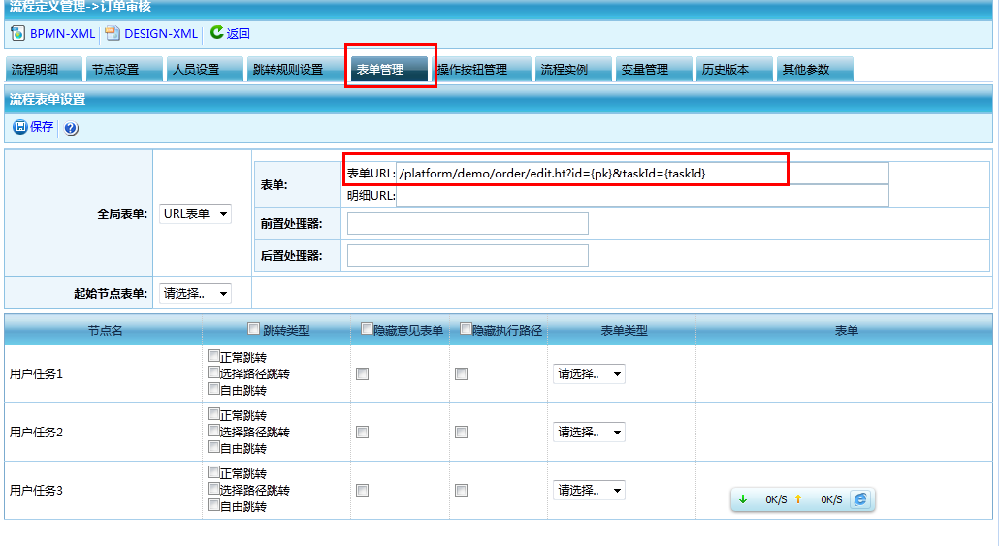 流程定义管理->订单审核
BPMN-XML DESIGN-XML 返回
流程明细 节点设置 人员设置 跳转规则设置 表单管理 操作按钮管理 流程实例 变量管理 历史版本 其他参数
流程表单设置
保存
全局表单: URL表单 表单: 表单URL: /platform/demo/order/edit.ht?id={pk}&taskId={taskId}
明细URL:
前置处理器:
后置处理器:
起始节点表单: 请选择..
节点名 跳转类型 隐藏意见表单 隐藏执行路径 表单类型 表单
用户任务1 正常跳转 请选择..
选择路径跳转
自由跳转
用户任务2 正常跳转 请选择..
选择路径跳转
自由跳转
用户任务3 正常跳转 请选择..
选择路径跳转
自由跳转
0K/S 0K/S